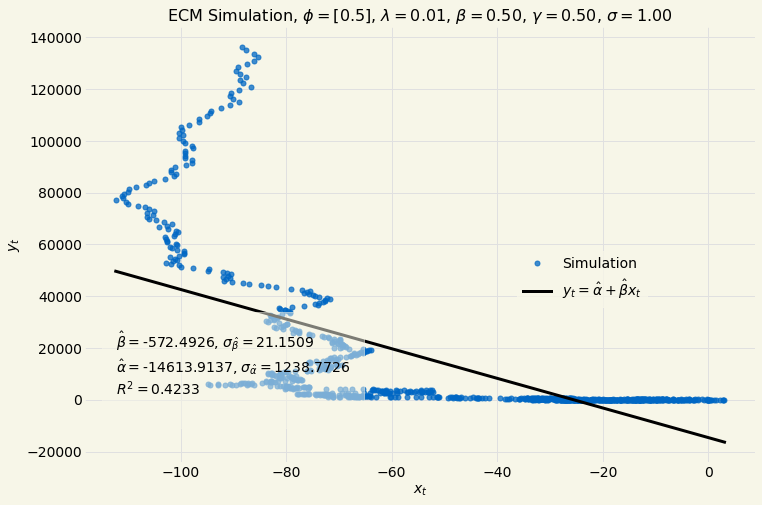 ECM Simulation, ϕ = [0.5], λ = 0.01, β = 0.50, γ = 0.50, σ = 1.00
140000
120000
100000
80000
60000
40000
20000
0
−20000
y_t
Simulation
y_t = α̂ + β̂x_t
β̂ = -572.4926, σ_β̂ = 21.1509
α̂ = -14613.9137, σ_α̂ = 1238.7726
R² = 0.4233
−100 −80 −60 −40 −20 0
x_t